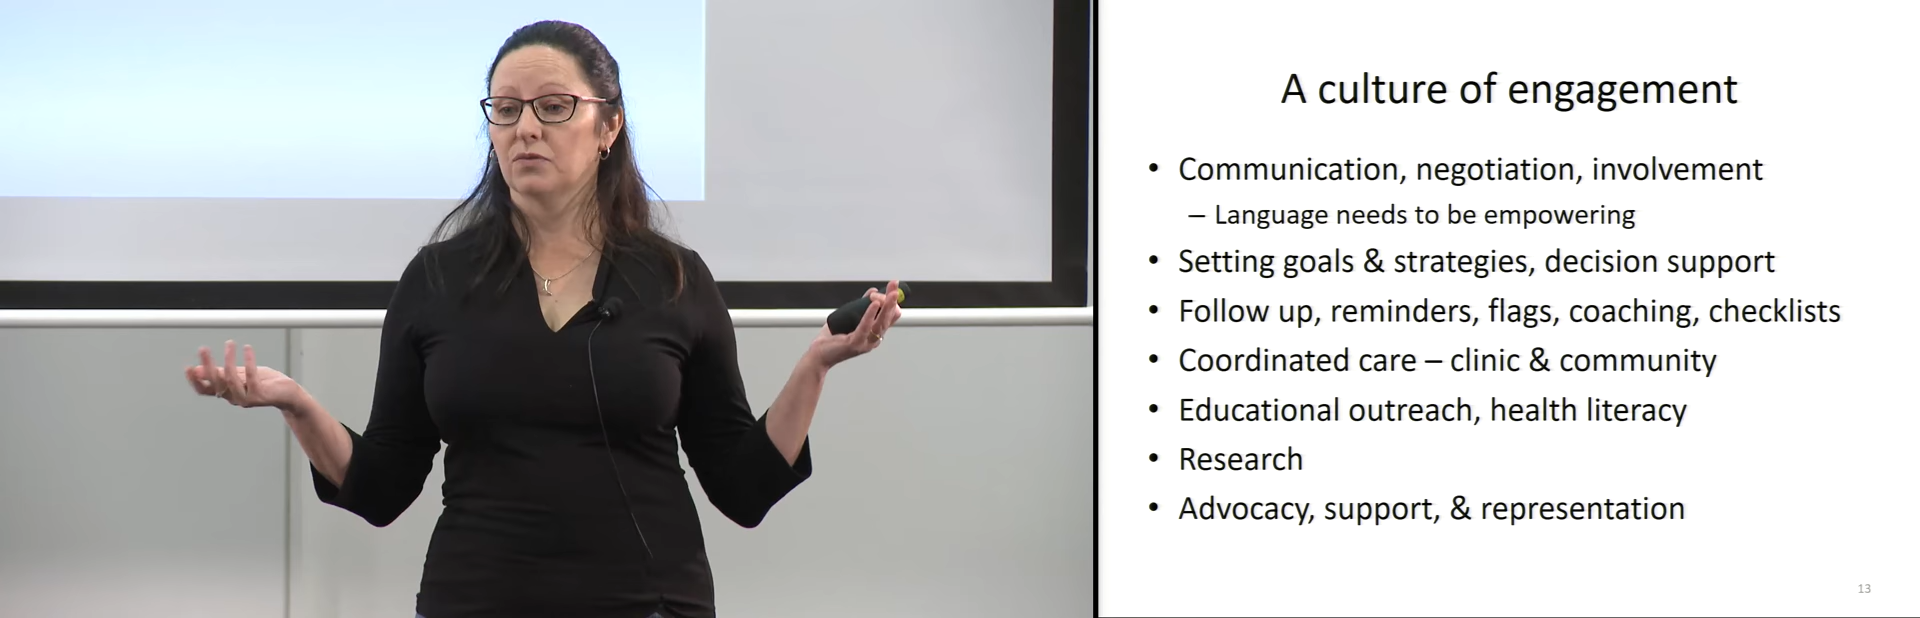 A culture of engagement
• Communication, negotiation, involvement
– Language needs to be empowering
• Setting goals & strategies, decision support
• Follow up, reminders, flags, coaching, checklists
• Coordinated care – clinic & community
• Educational outreach, health literacy
• Research
• Advocacy, support, & representation
13